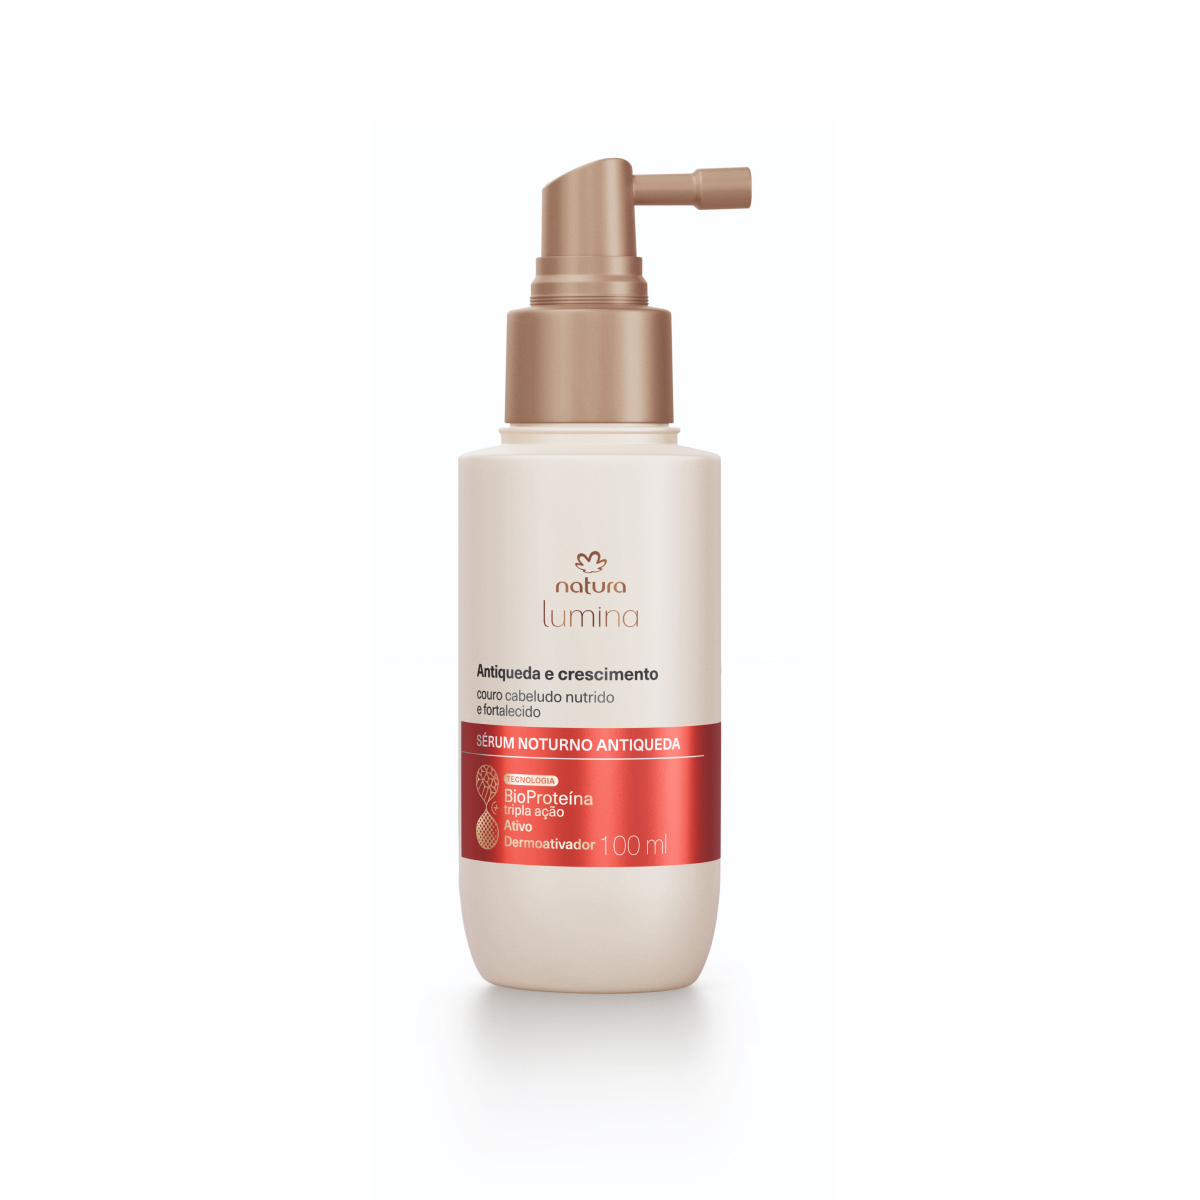 natura
lumina
Antiqueda e crescimento
couro cabeludo nutrido
e fortalecido
SÉRUM NOTURNO ANTIQUEDA
TECNOLOGIA
BioProteína
tripla ação
Ativo
Dermoativador 100 ml